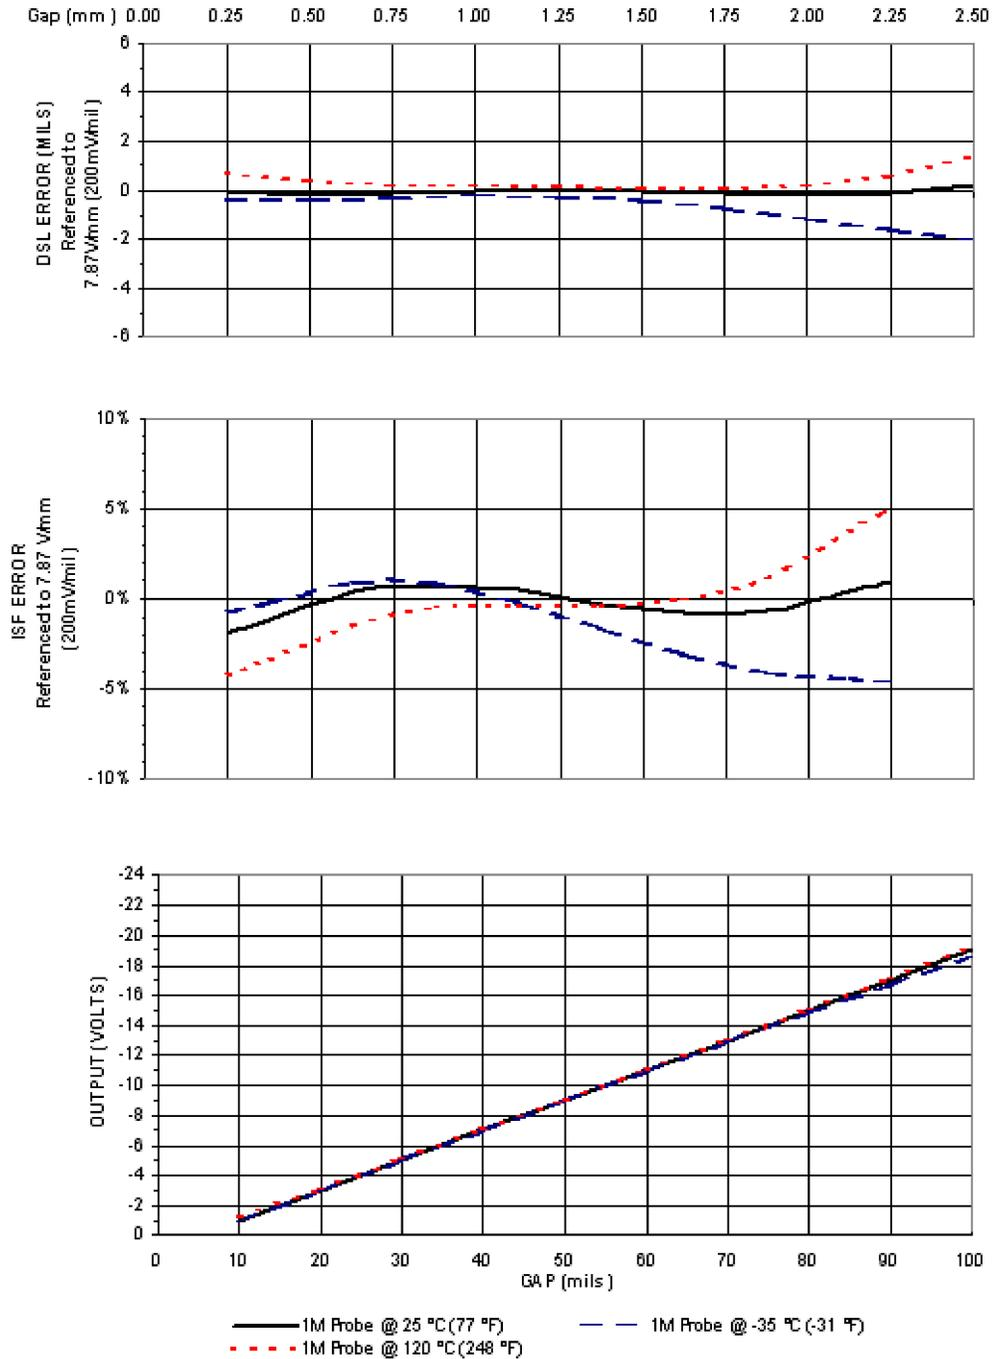 Gap (mm) 0.00 0.25 0.50 0.75 1.00 1.25 1.50 1.75 2.00 2.25 2.50
6
4
2
0
-2
-4
-6
DSL ERROR (MILS)
Referenced to
7.87V/mm (200mV/mil)
10%
5%
0%
-5%
-10%
ISF ERROR
Referenced to 7.87 V/mm
(200mV/mil)
-24
-22
-20
-18
-16
-14
-12
-10
-8
-6
-4
-2
0
OUTPUT (VOLTS)
0 10 20 30 40 50 60 70 80 90 100
GAP (mils)
1M Probe @ 25 °C (77 °F)
1M Probe @ -35 °C (-31 °F)
1M Probe @ 120 °C (248 °F)